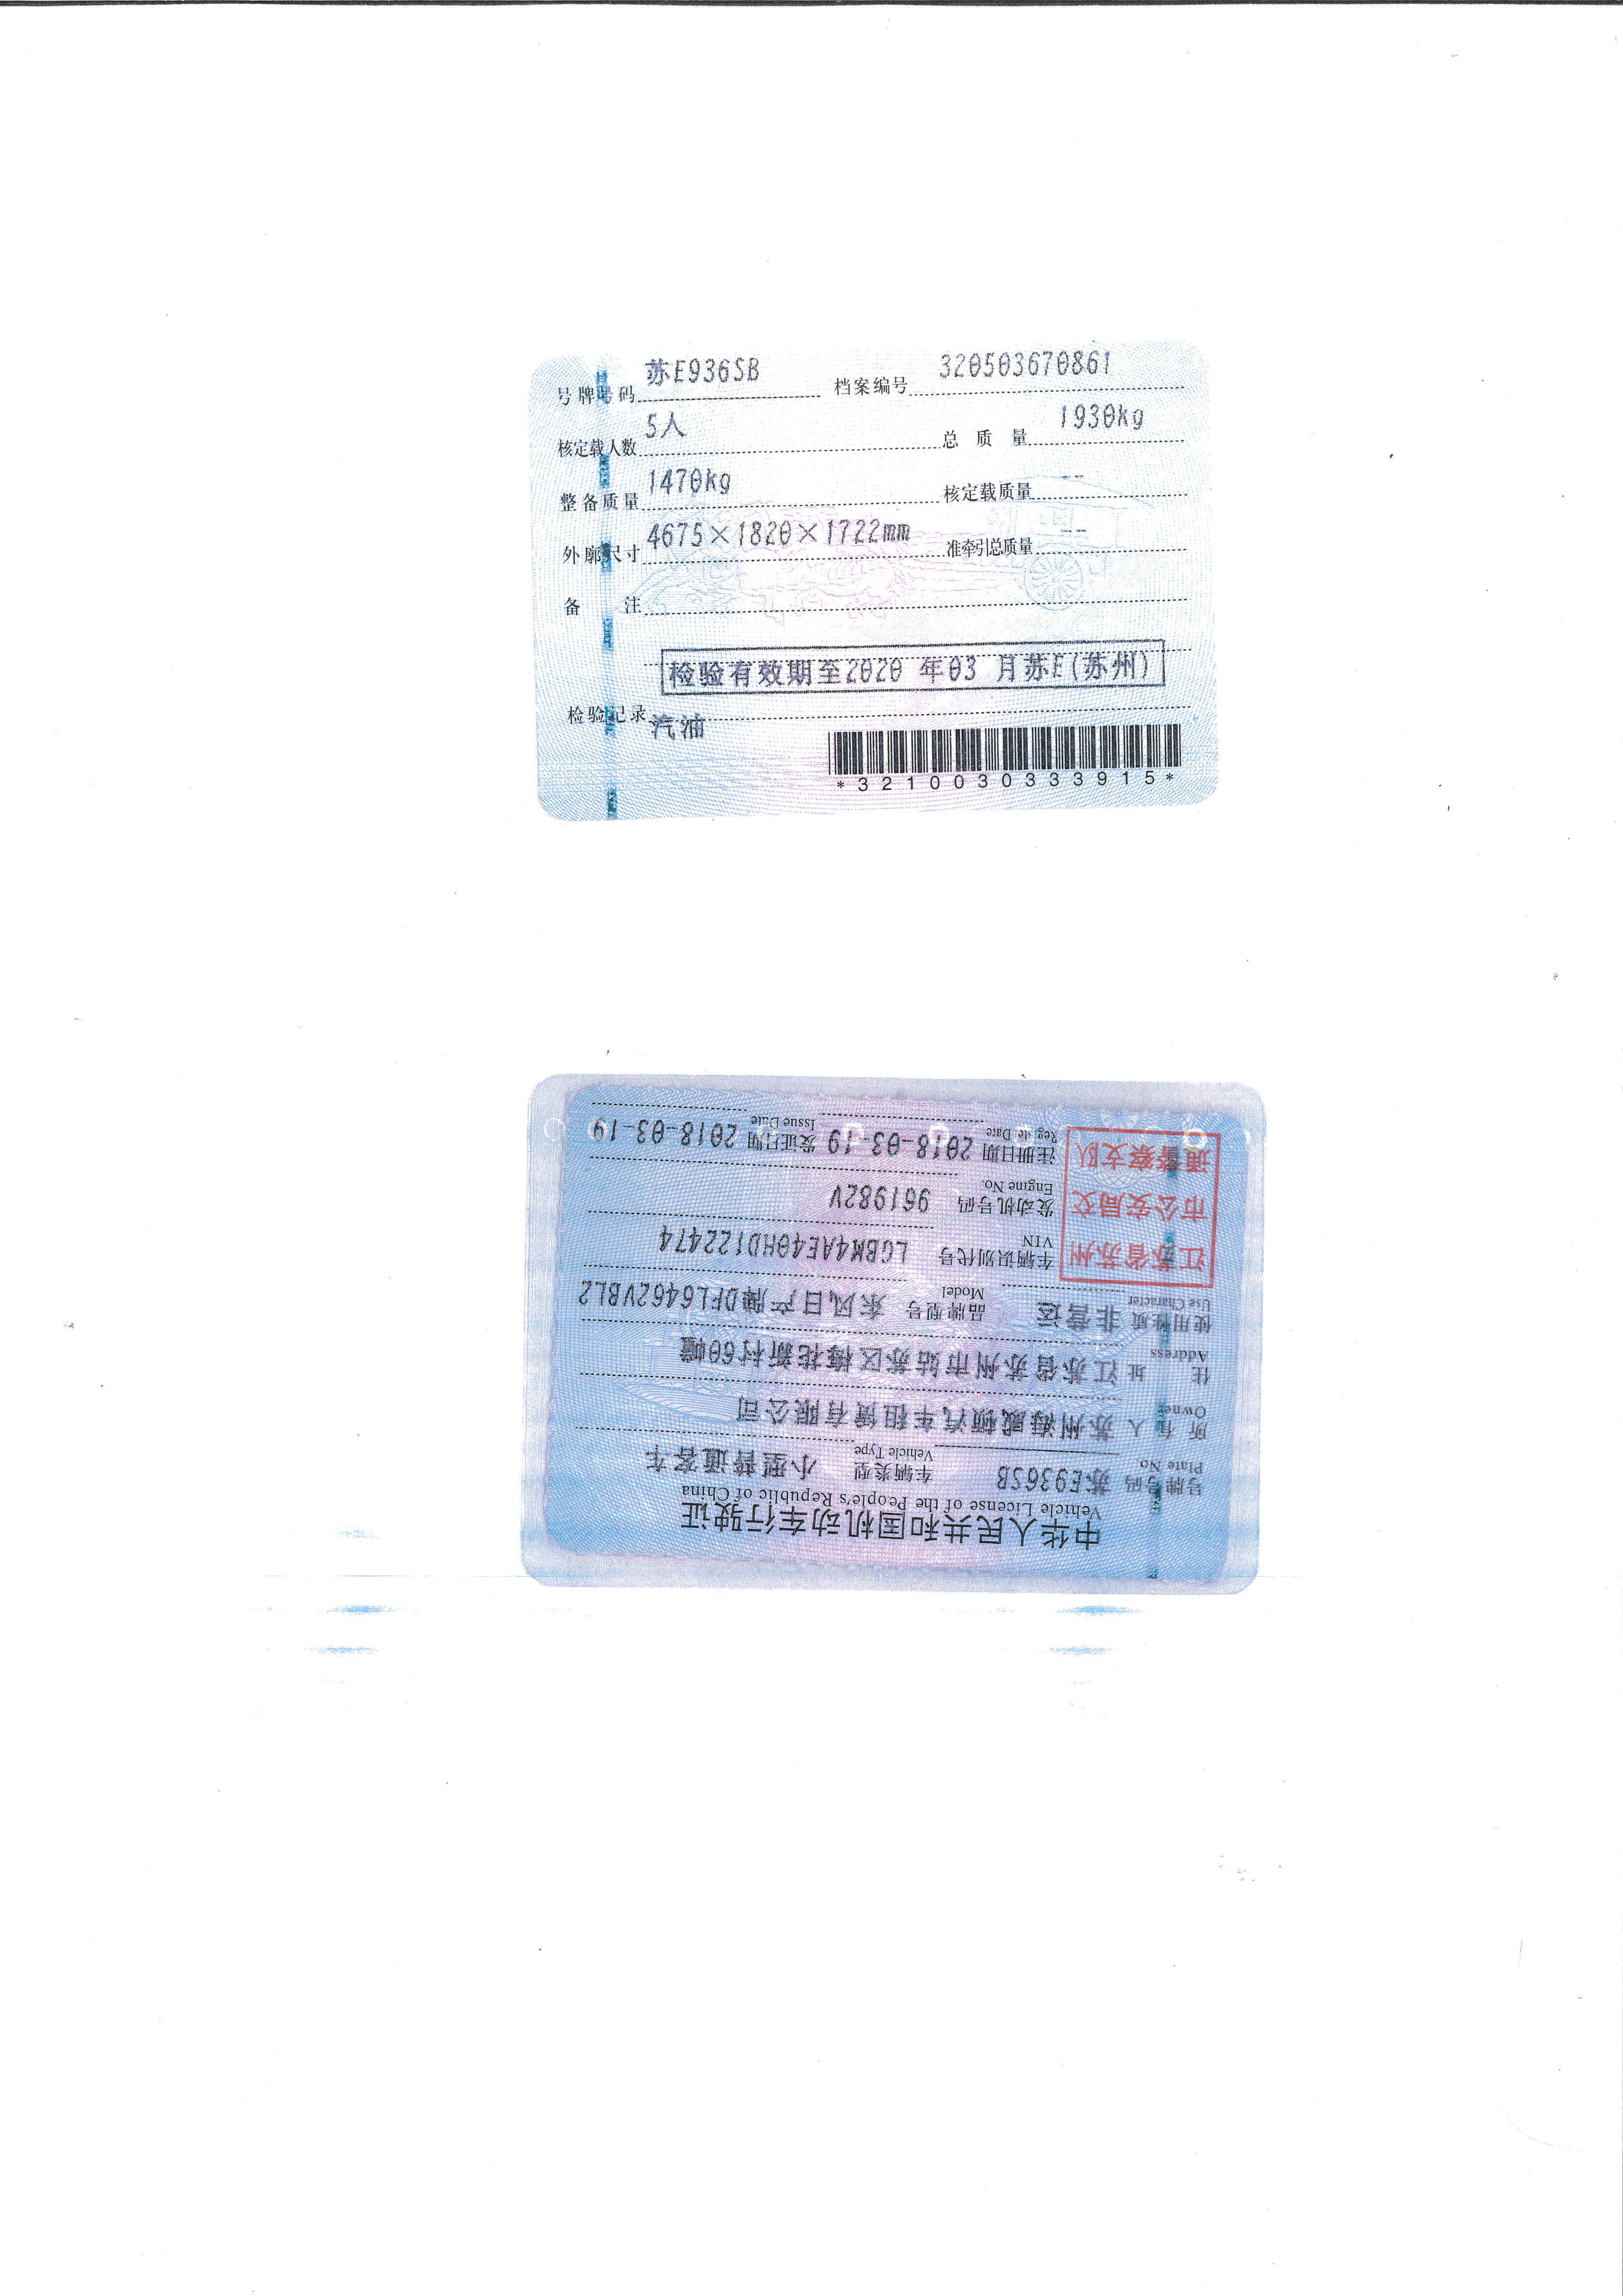 号牌号码 苏E936SB 档案编号 320503670861
核定载人数 5人 总质量 1930kg
整备质量 1470kg 核定载质量 --
外廓尺寸 4675×1820×1722mm 准牵引总质量 --
备注
检验有效期至2020 年03 月苏E(苏州)
检验记录 汽油
*3210030333915*
中华人民共和国机动车行驶证
Vehicle License of the People's Republic of China
号牌号码 苏E936SB 车辆类型 小型普通客车
Plate No. Vehicle Type
所有人 苏州海威顿汽车租赁有限公司
Owner
住址 江苏省苏州市姑苏区梅花新村60幢
Address
使用性质 非营运 品牌型号 东风日产牌DFL6462VBL2
Use Character Model
江苏省苏州
市公安局交
通警察支队
车辆识别代号 LGBM4AE40HD122474
VIN
发动机号码 961982V
Engine No.
注册日期 2018-03-19 发证日期 2018-03-19
Register Date Issue Date